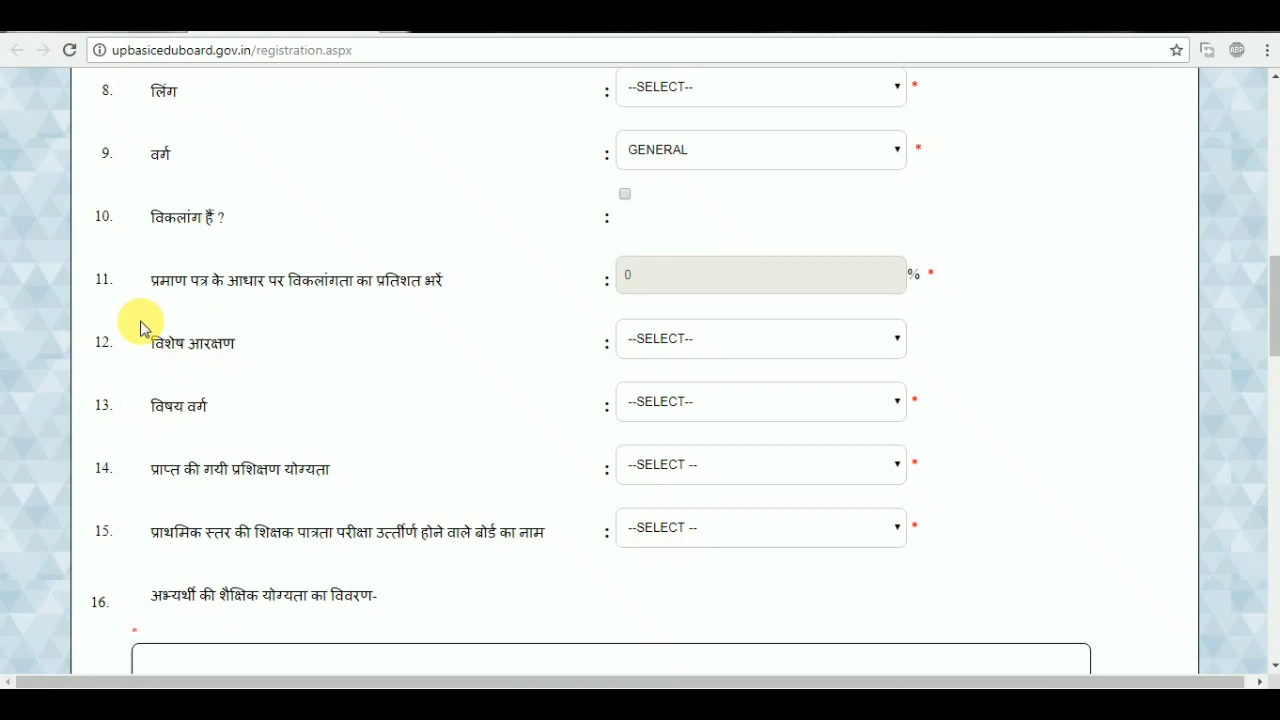 upbasiceduboard.gov.in/registration.aspx
ABP
8. लिंग : --SELECT-- *
9. वर्ग : GENERAL *
10. विकलांग हैं ? :
11. प्रमाण पत्र के आधार पर विकलांगता का प्रतिशत भरें : 0 % *
12. विशेष आरक्षण : --SELECT--
13. विषय वर्ग : --SELECT-- *
14. प्राप्त की गयी प्रशिक्षण योग्यता : --SELECT -- *
15. प्राथमिक स्तर की शिक्षक पात्रता परीक्षा उर्त्तीर्ण होने वाले बोर्ड का नाम : --SELECT -- *
16. अभ्यर्थी की शैक्षिक योग्यता का विवरण-
*